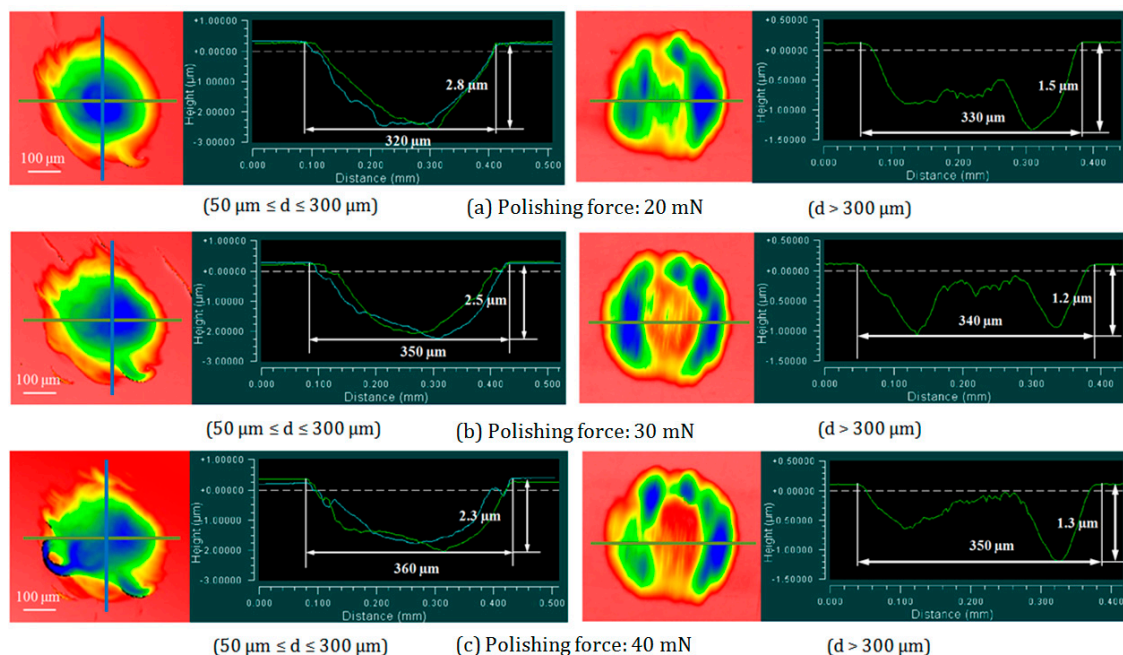 +1.00000
+0.00000
-1.00000
-2.00000
-3.00000
Height (µm)
2.8 µm
320 µm
0.000 0.100 0.200 0.300 0.400 0.500
Distance (mm)
100 µm
+0.50000
+0.00000
-0.50000
-1.00000
-1.50000
Height (µm)
1.5 µm
330 µm
0.000 0.100 0.200 0.300 0.400
Distance (mm)
(50 µm ≤ d ≤ 300 µm) (a) Polishing force: 20 mN (d > 300 µm)
+1.00000
+0.00000
-1.00000
-2.00000
-3.00000
Height (µm)
2.5 µm
350 µm
0.000 0.100 0.200 0.300 0.400 0.500
Distance (mm)
100 µm
+0.50000
+0.00000
-0.50000
-1.00000
-1.50000
Height (µm)
1.2 µm
340 µm
0.000 0.100 0.200 0.300 0.400
Distance (mm)
(50 µm ≤ d ≤ 300 µm) (b) Polishing force: 30 mN (d > 300 µm)
+1.00000
+0.00000
-1.00000
-2.00000
-3.00000
Height (µm)
2.3 µm
360 µm
0.000 0.100 0.200 0.300 0.400 0.500
Distance (mm)
100 µm
+0.50000
+0.00000
-0.50000
-1.00000
-1.50000
Height (µm)
1.3 µm
350 µm
0.000 0.100 0.200 0.300 0.400
Distance (mm)
(50 µm ≤ d ≤ 300 µm) (c) Polishing force: 40 mN (d > 300 µm)